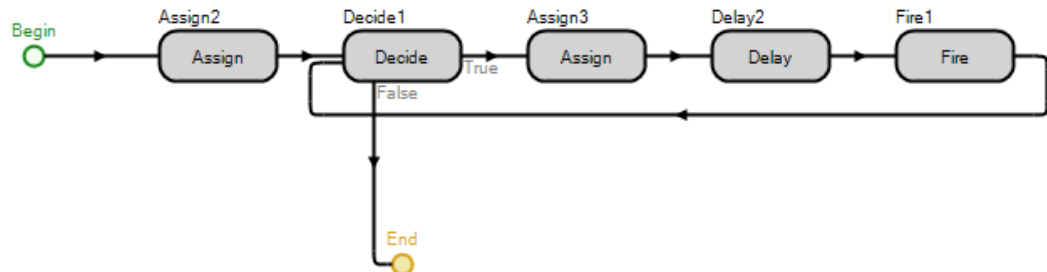 Begin
Assign2
Assign
Decide1
Decide
True
False
Assign3
Assign
Delay2
Delay
Fire1
Fire
End